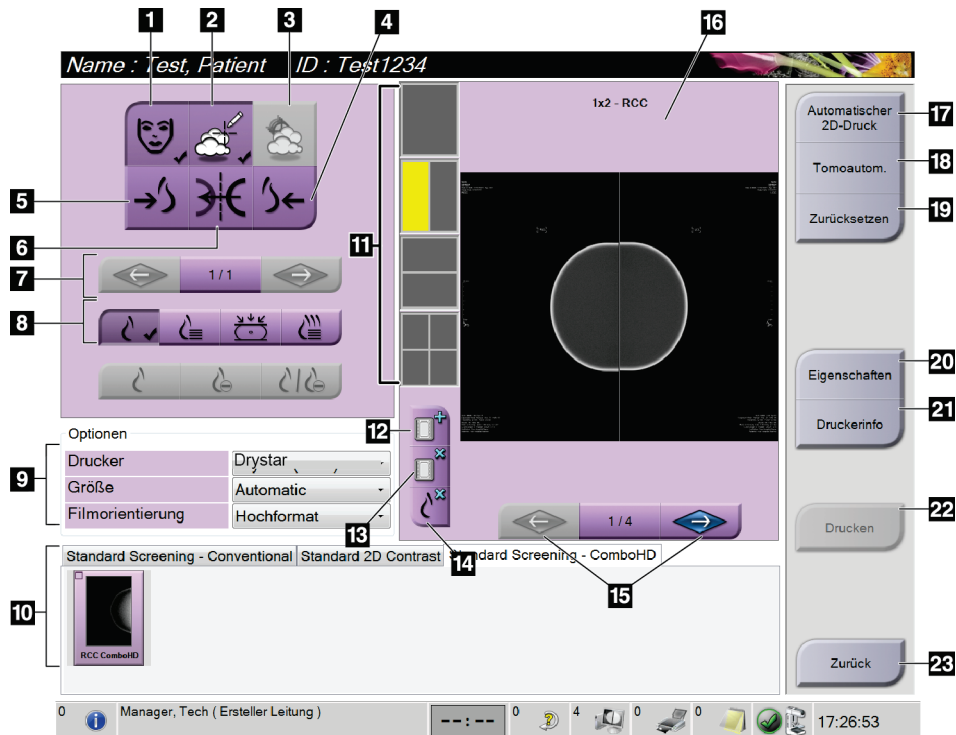 1 2 3 4
Name : Test, Patient ID : Test1234
16
1x2 - RCC
Automatischer
2D-Druck
17
Tomoautom.
18
Zurücksetzen
19
5
6
11
7
1/1
8
Eigenschaften
20
Druckerinfo
21
Optionen
12
Drucker
Drystar
9
Größe
Automatic
Filmorientierung
Hochformat
13
14
1/4
15
Drucken
22
Standard Screening - Conventional
Standard 2D Contrast
Standard Screening - ComboHD
10
RCC ComboHD
Zurück
23
0
Manager, Tech ( Ersteller Leitung )
--:--
0
4
0
0
17:26:53